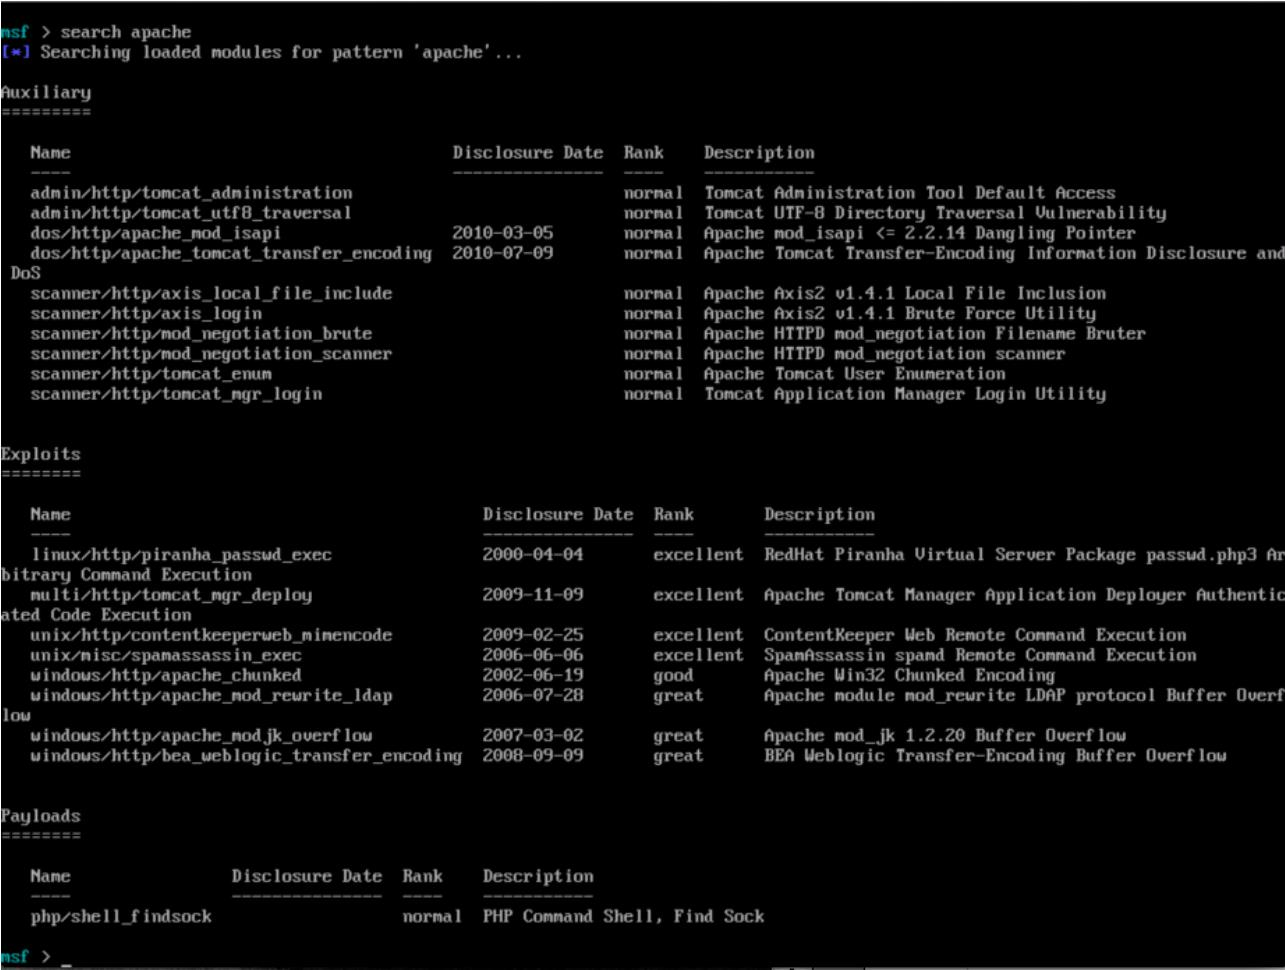 msf > search apache
[*] Searching loaded modules for pattern 'apache'...
Auxiliary
=========
Name Disclosure Date Rank Description
---- --------------- ---- -----------
admin/http/tomcat_administration normal Tomcat Administration Tool Default Access
admin/http/tomcat_utf8_traversal normal Tomcat UTF-8 Directory Traversal Vulnerability
dos/http/apache_mod_isapi 2010-03-05 normal Apache mod_isapi <= 2.2.14 Dangling Pointer
dos/http/apache_tomcat_transfer_encoding 2010-07-09 normal Apache Tomcat Transfer-Encoding Information Disclosure and
DoS
scanner/http/axis_local_file_include normal Apache Axis2 v1.4.1 Local File Inclusion
scanner/http/axis_login normal Apache Axis2 v1.4.1 Brute Force Utility
scanner/http/mod_negotiation_brute normal Apache HTTPD mod_negotiation Filename Bruter
scanner/http/mod_negotiation_scanner normal Apache HTTPD mod_negotiation scanner
scanner/http/tomcat_enum normal Apache Tomcat User Enumeration
scanner/http/tomcat_mgr_login normal Tomcat Application Manager Login Utility
Exploits
========
Name Disclosure Date Rank Description
---- --------------- ---- -----------
linux/http/piranha_passwd_exec 2000-04-04 excellent RedHat Piranha Virtual Server Package passwd.php3 Ar
bitrary Command Execution
multi/http/tomcat_mgr_deploy 2009-11-09 excellent Apache Tomcat Manager Application Deployer Authentic
ated Code Execution
unix/http/contentkeeperweb_mimencode 2009-02-25 excellent ContentKeeper Web Remote Command Execution
unix/misc/spamassassin_exec 2006-06-06 excellent SpamAssassin spamd Remote Command Execution
windows/http/apache_chunked 2002-06-19 good Apache Win32 Chunked Encoding
windows/http/apache_mod_rewrite_ldap 2006-07-28 great Apache module mod_rewrite LDAP protocol Buffer Overf
low
windows/http/apache_modjk_overflow 2007-03-02 great Apache mod_jk 1.2.20 Buffer Overflow
windows/http/bea_weblogic_transfer_encoding 2008-09-09 great BEA Weblogic Transfer-Encoding Buffer Overflow
Payloads
========
Name Disclosure Date Rank Description
---- --------------- ---- -----------
php/shell_findsock normal PHP Command Shell, Find Sock
msf > _